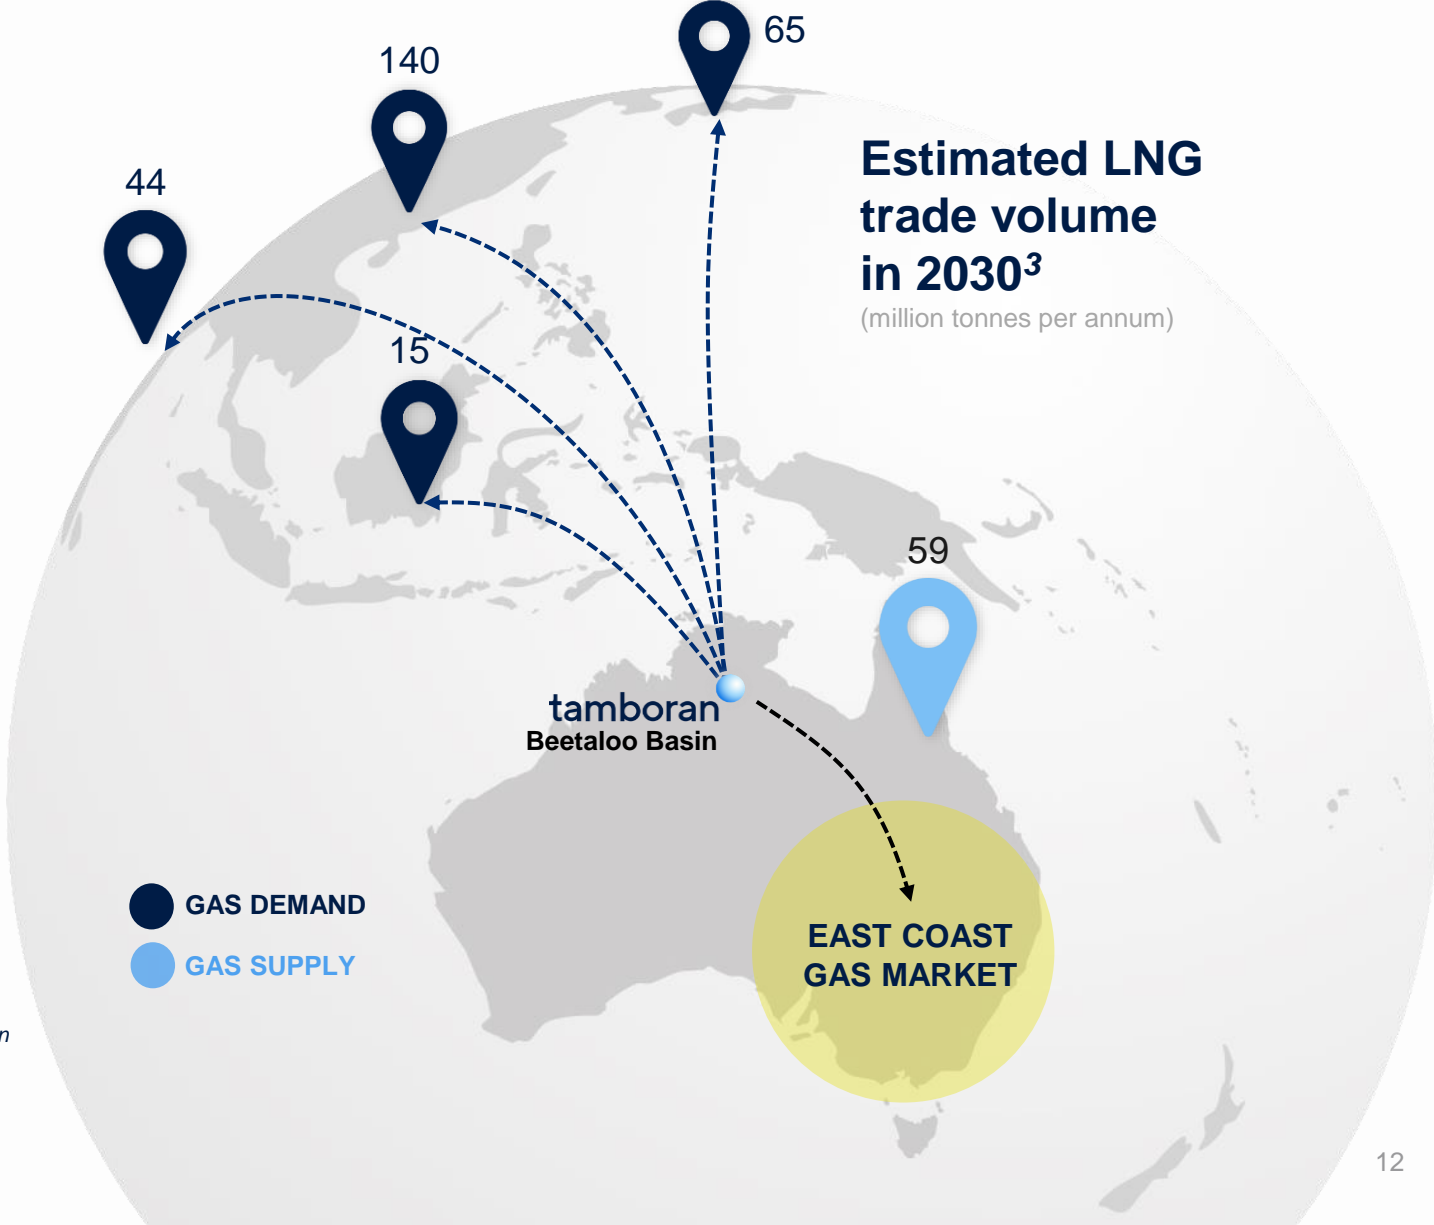 65
140
Estimated LNG
trade volume
in 2030³
(million tonnes per annum)
44
15
59
tamboran
Beetaloo Basin
GAS DEMAND
GAS SUPPLY
EAST COAST
GAS MARKET
n
12